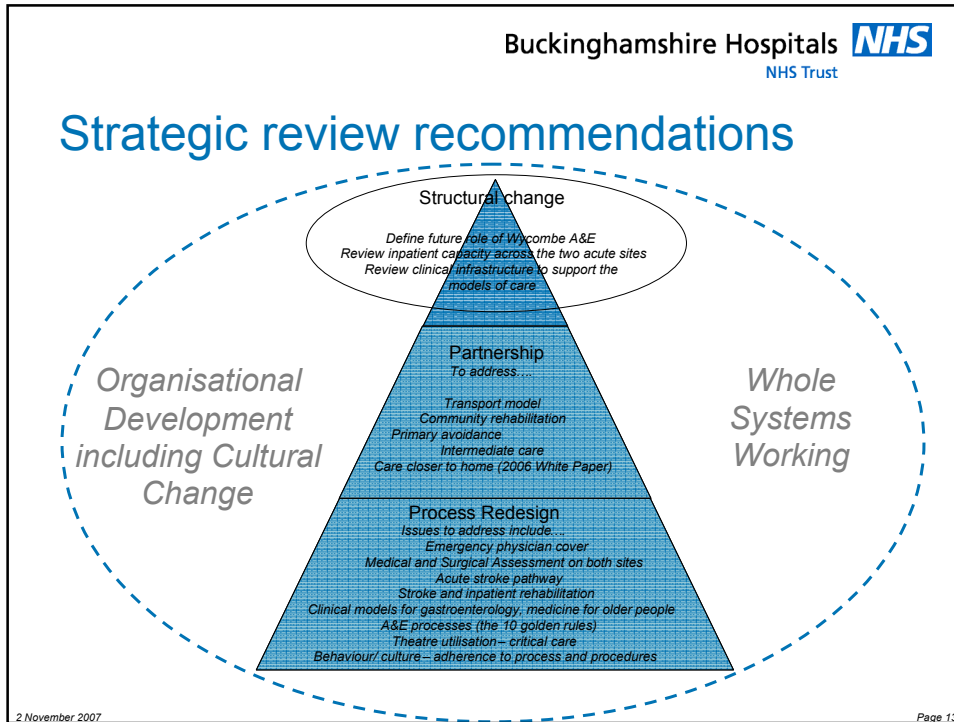 Buckinghamshire Hospitals NHS
NHS Trust
Strategic review recommendations
Structural change
Define future role of Wycombe A&E
Review inpatient capacity across the two acute sites
Review clinical infrastructure to support the
models of care
Organisational
Development
including Cultural
Change
Partnership
To address....
Transport model
Community rehabilitation
Primary avoidance
Intermediate care
Care closer to home (2006 White Paper)
Whole
Systems
Working
Process Redesign
Issues to address include....
Emergency physician cover
Medical and Surgical Assessment on both sites
Acute stroke pathway
Stroke and inpatient rehabilitation
Clinical models for gastroenterology, medicine for older people
A&E processes (the 10 golden rules)
Theatre utilisation – critical care
Behaviour/ culture – adherence to process and procedures
2 November 2007
Page 13